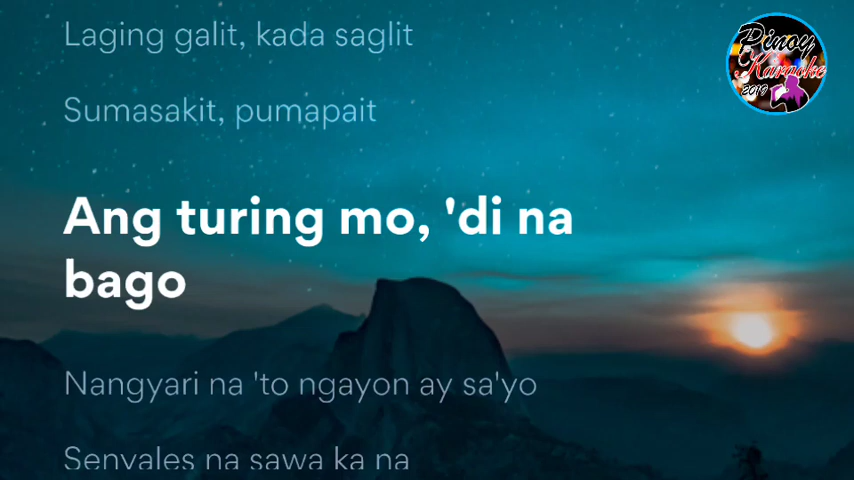 Laging galit, kada saglit
Pinoy
Karaoke
2019
Sumasakit, pumapait
Ang turing mo, 'di na
bago
Nangyari na 'to ngayon ay sa'yo
Senyales na sawa ka na